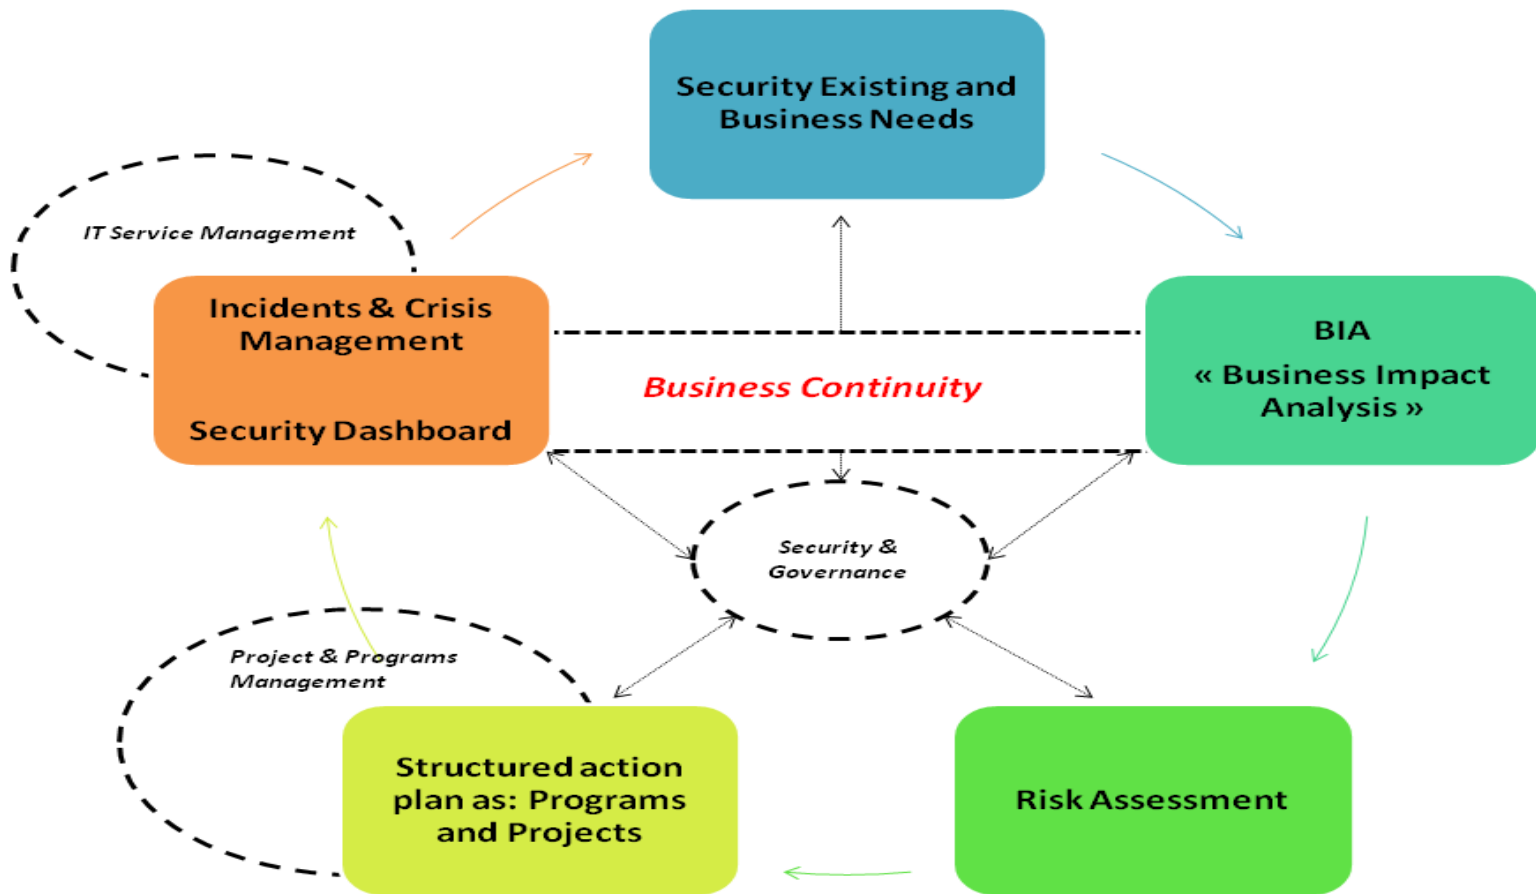 Security Existing and
Business Needs
IT Service Management
Incidents & Crisis
Management
Security Dashboard
Business Continuity
BIA
« Business Impact
Analysis »
Security &
Governance
Project & Programs
Management
Structured action
plan as: Programs
and Projects
Risk Assessment